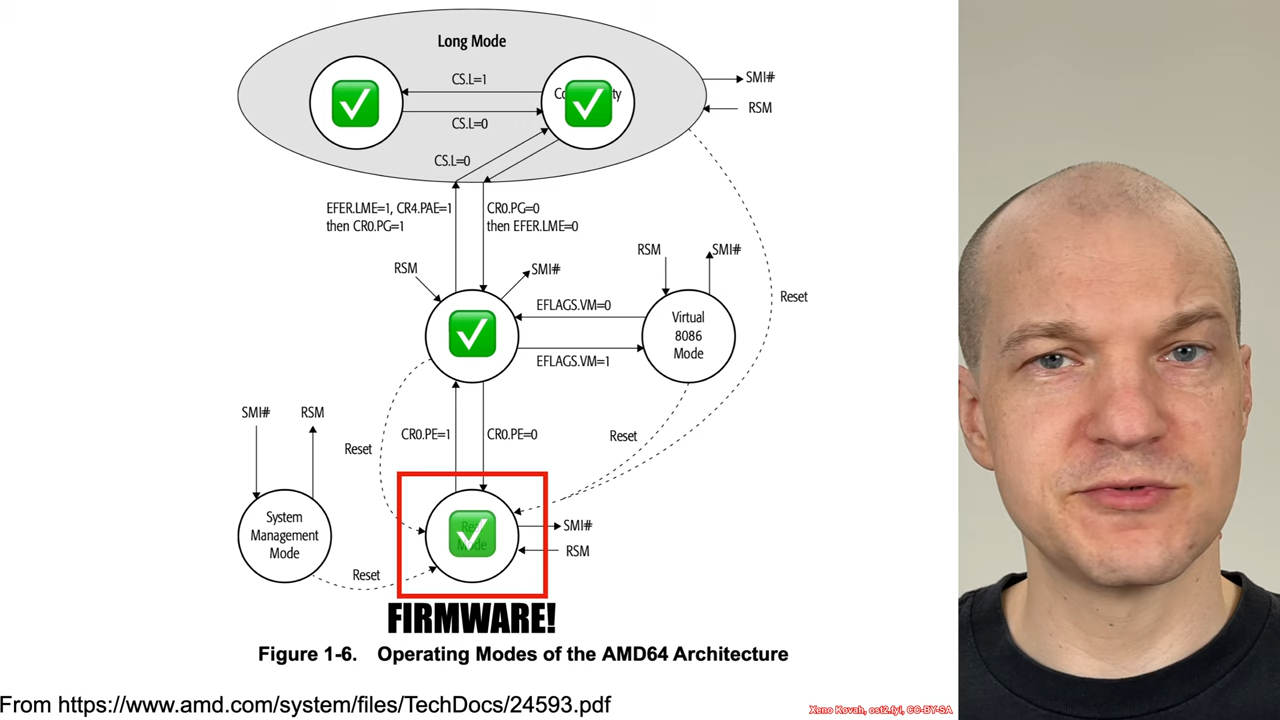 Long Mode
CS.L=1
CS.L=0
CS.L=0
SMI#
RSM
EFER.LME=1, CR4.PAE=1
then CR0.PG=1
CR0.PG=0
then EFER.LME=0
RSM
SMI#
RSM
SMI#
EFLAGS.VM=0
Virtual
8086
Mode
EFLAGS.VM=1
Reset
SMI#
RSM
Reset
CR0.PE=1
CR0.PE=0
Reset
System
Management
Mode
Reset
SMI#
RSM
FIRMWARE!
Figure 1-6. Operating Modes of the AMD64 Architecture
From https://www.amd.com/system/files/TechDocs/24593.pdf
Xeno Kovah, ost2.fyi, CC-BY-SA